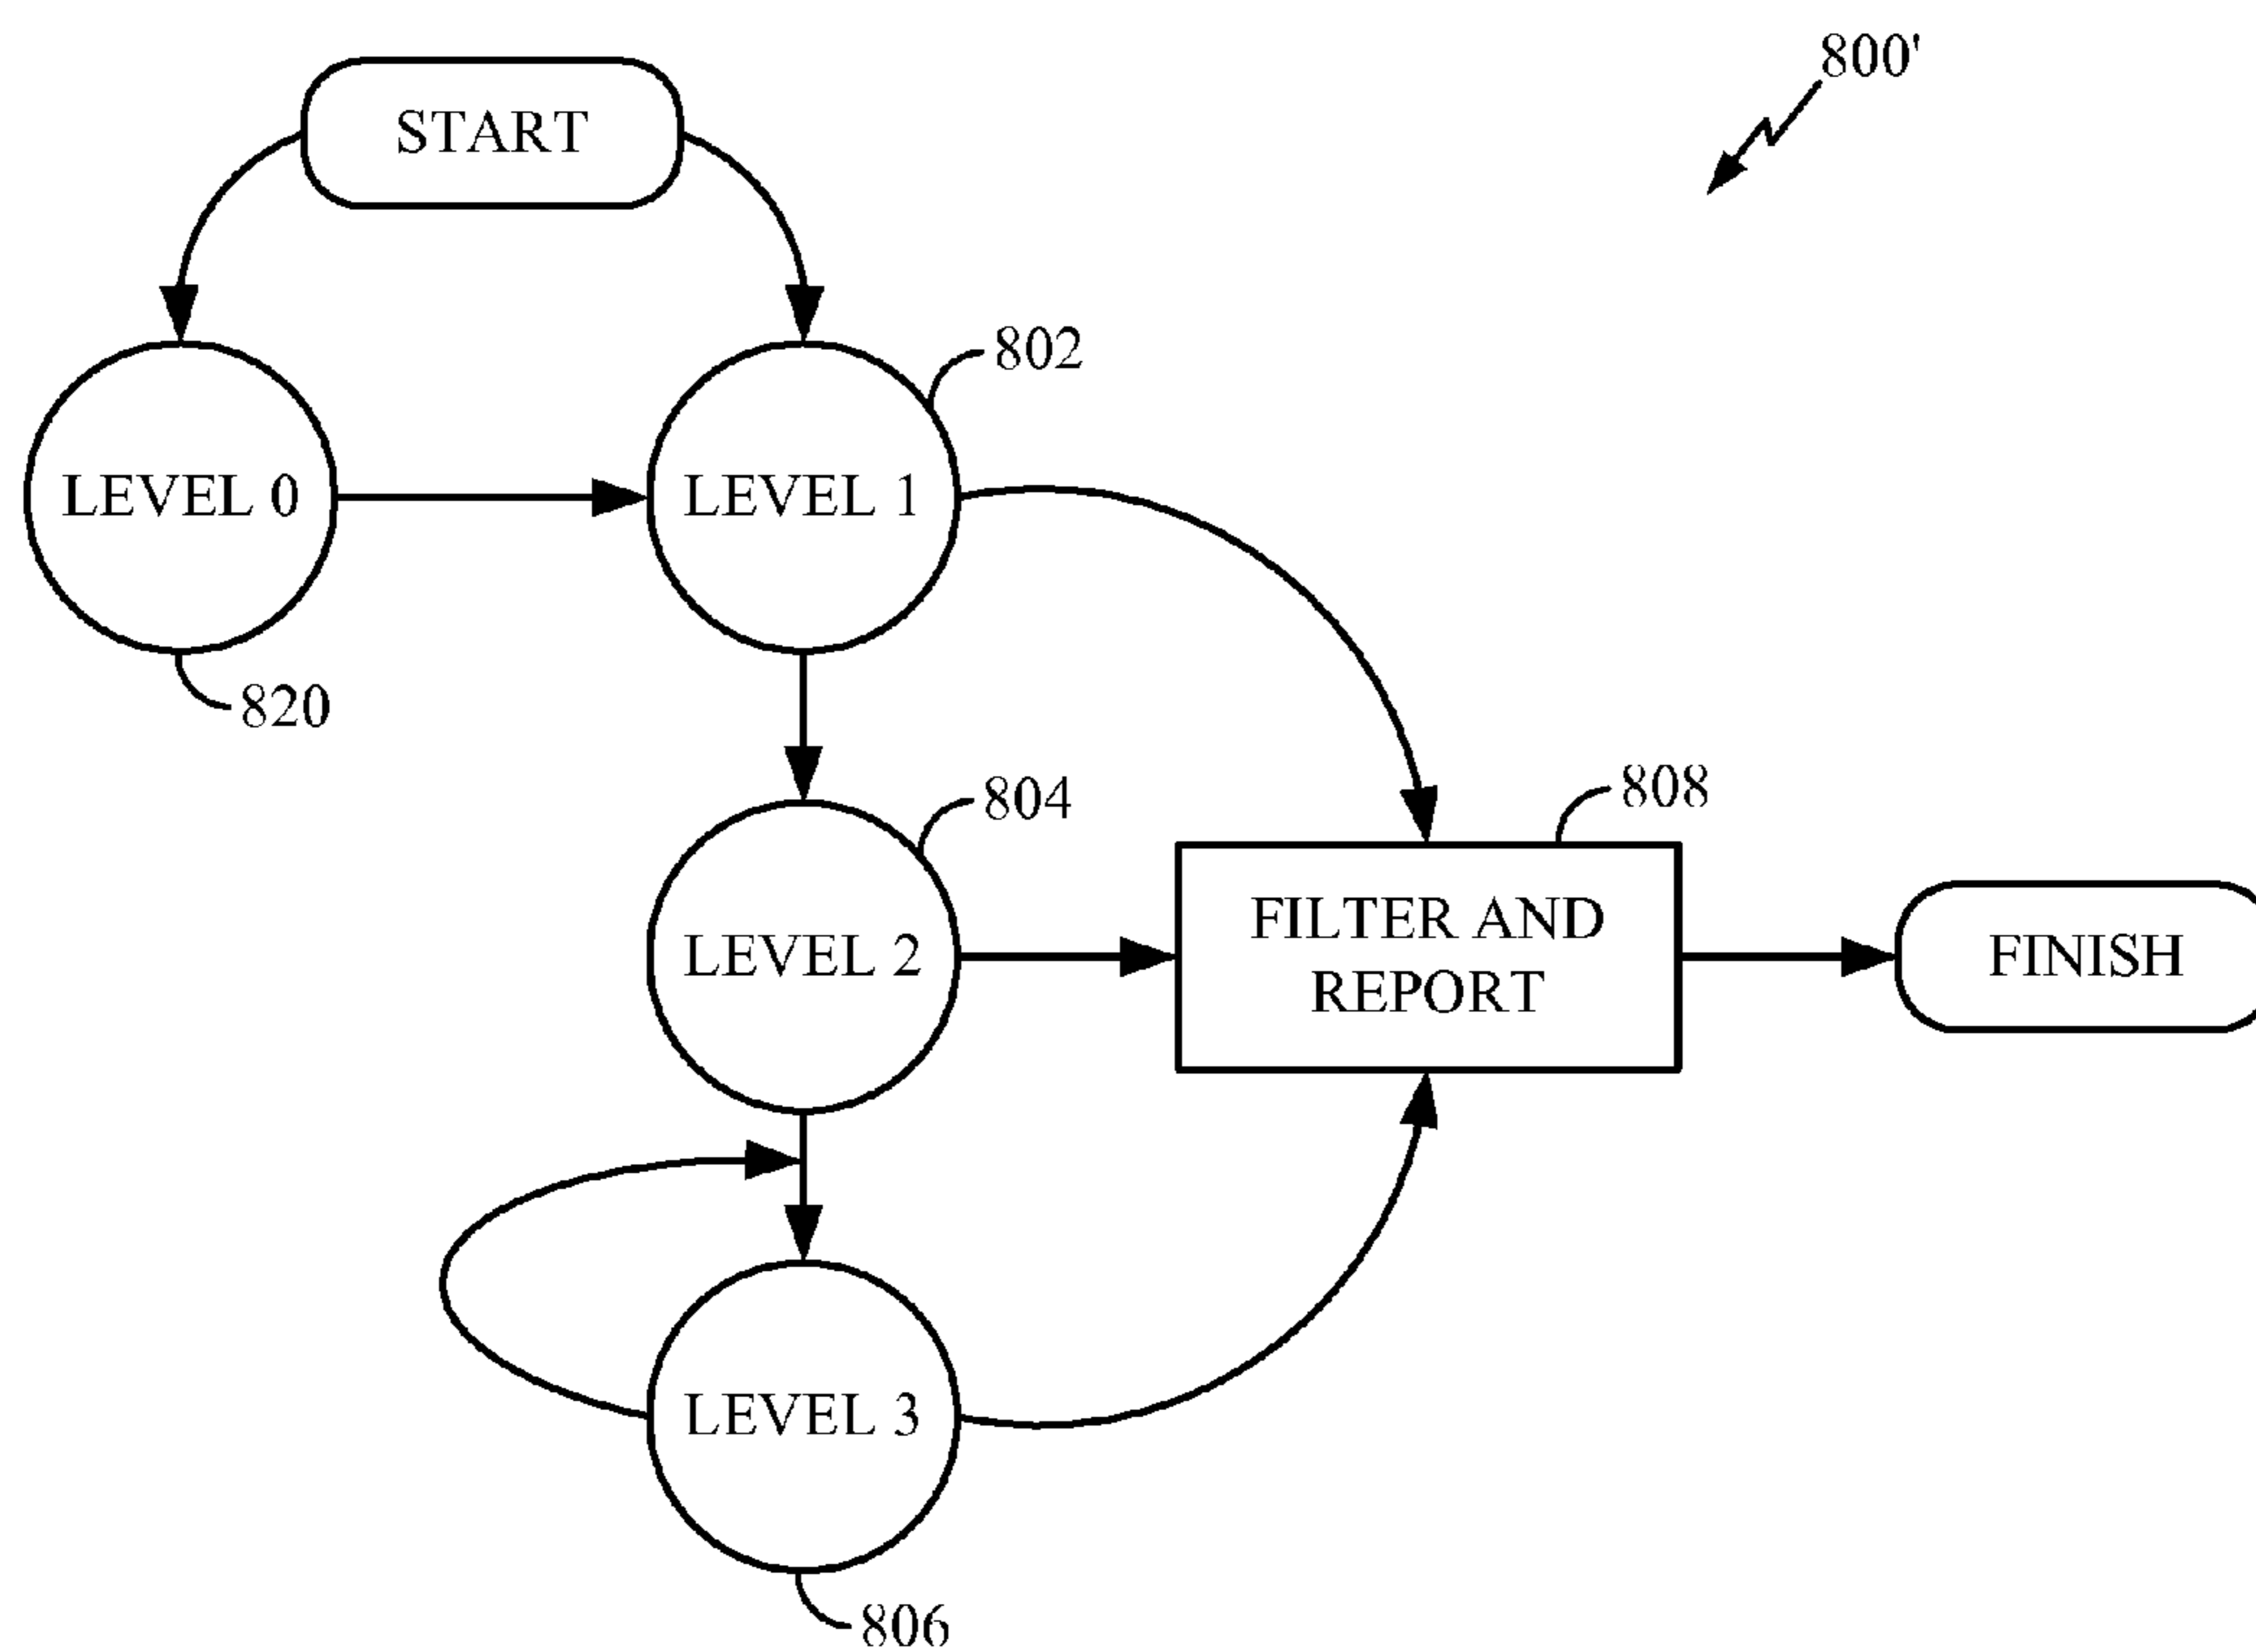 800'
START
802
LEVEL 0
LEVEL 1
820
804
808
FILTER AND
REPORT
LEVEL 2
FINISH
LEVEL 3
806